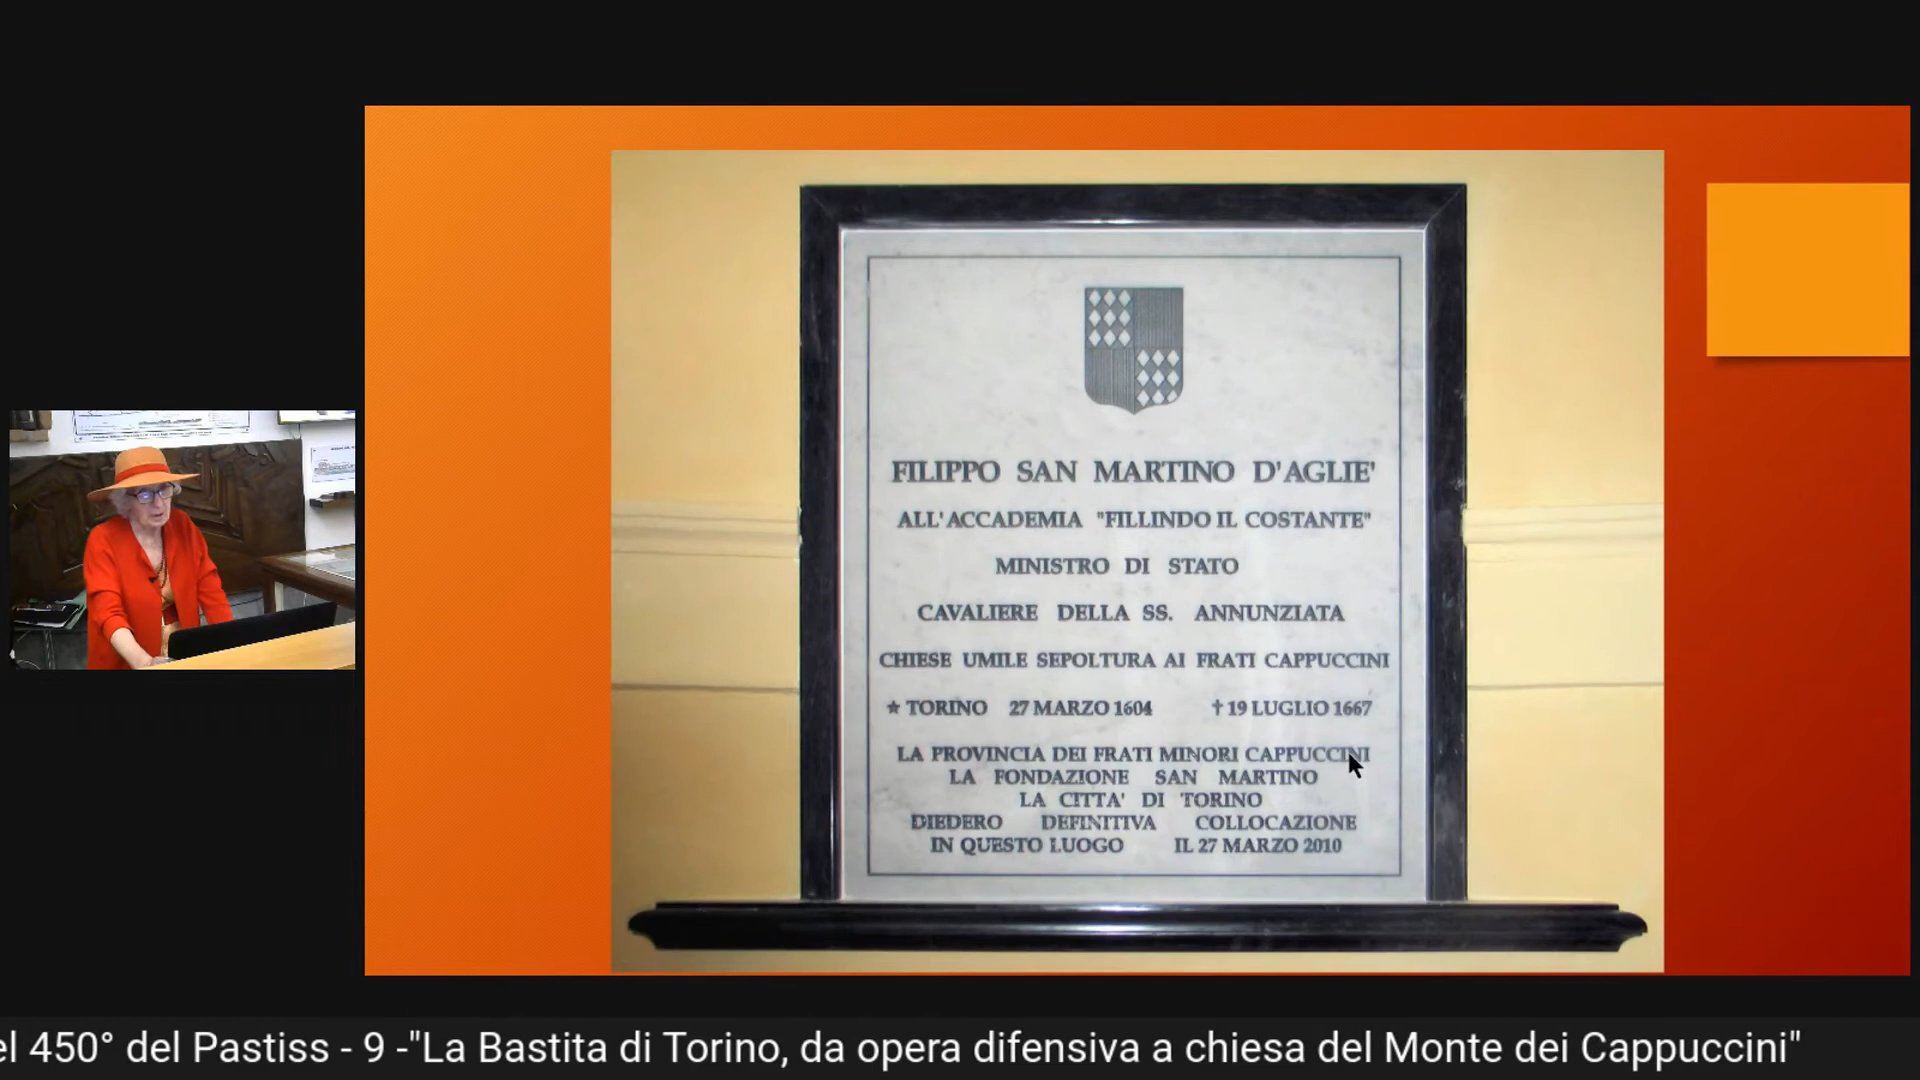 FILIPPO SAN MARTINO D'AGLIE'
ALL'ACCADEMIA "FILLINDO IL COSTANTE"
MINISTRO DI STATO
CAVALIERE DELLA SS. ANNUNZIATA
CHIESE UMILE SEPOLTURA AI FRATI CAPPUCCINI
★ TORINO 27 MARZO 1604 † 19 LUGLIO 1667
LA PROVINCIA DEI FRATI MINORI CAPPUCCINI
LA FONDAZIONE SAN MARTINO
LA CITTA' DI TORINO
DIEDERO DEFINITIVA COLLOCAZIONE
IN QUESTO LUOGO IL 27 MARZO 2010
el 450° del Pastiss - 9 -"La Bastita di Torino, da opera difensiva a chiesa del Monte dei Cappuccini"